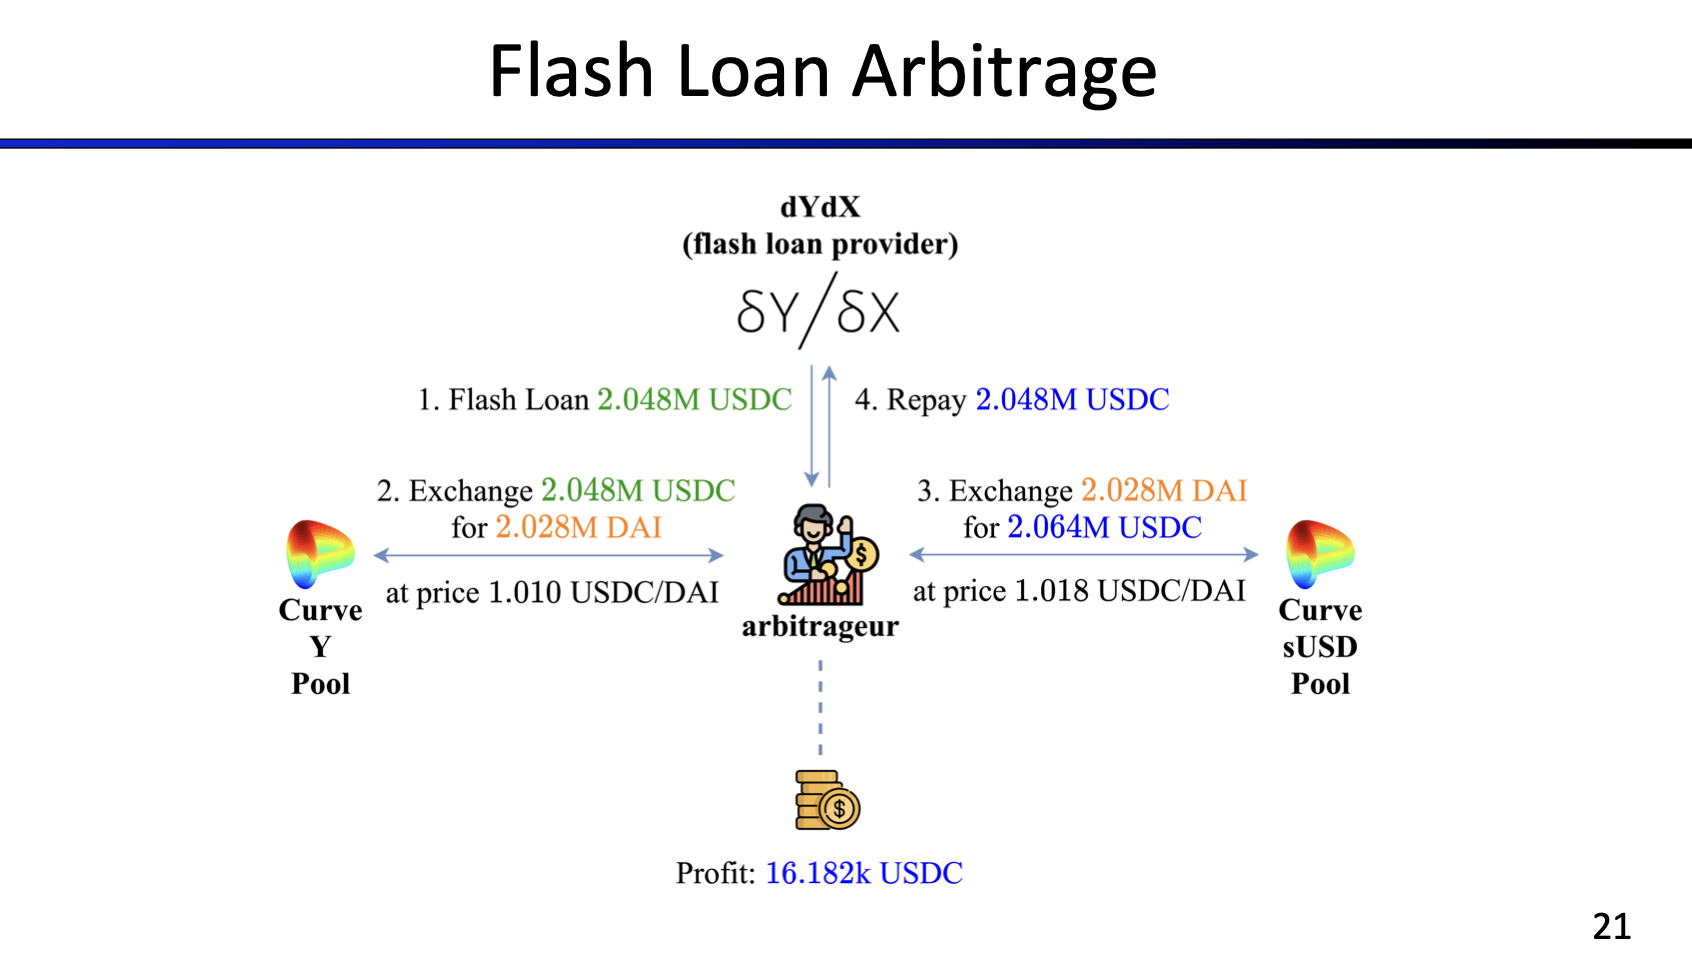 Flash Loan Arbitrage
dYdX
(flash loan provider)
δY/δX
1. Flash Loan 2.048M USDC
4. Repay 2.048M USDC
2. Exchange 2.048M USDC
for 2.028M DAI
at price 1.010 USDC/DAI
3. Exchange 2.028M DAI
for 2.064M USDC
at price 1.018 USDC/DAI
Curve
Y
Pool
arbitrageur
Curve
sUSD
Pool
Profit: 16.182k USDC
21